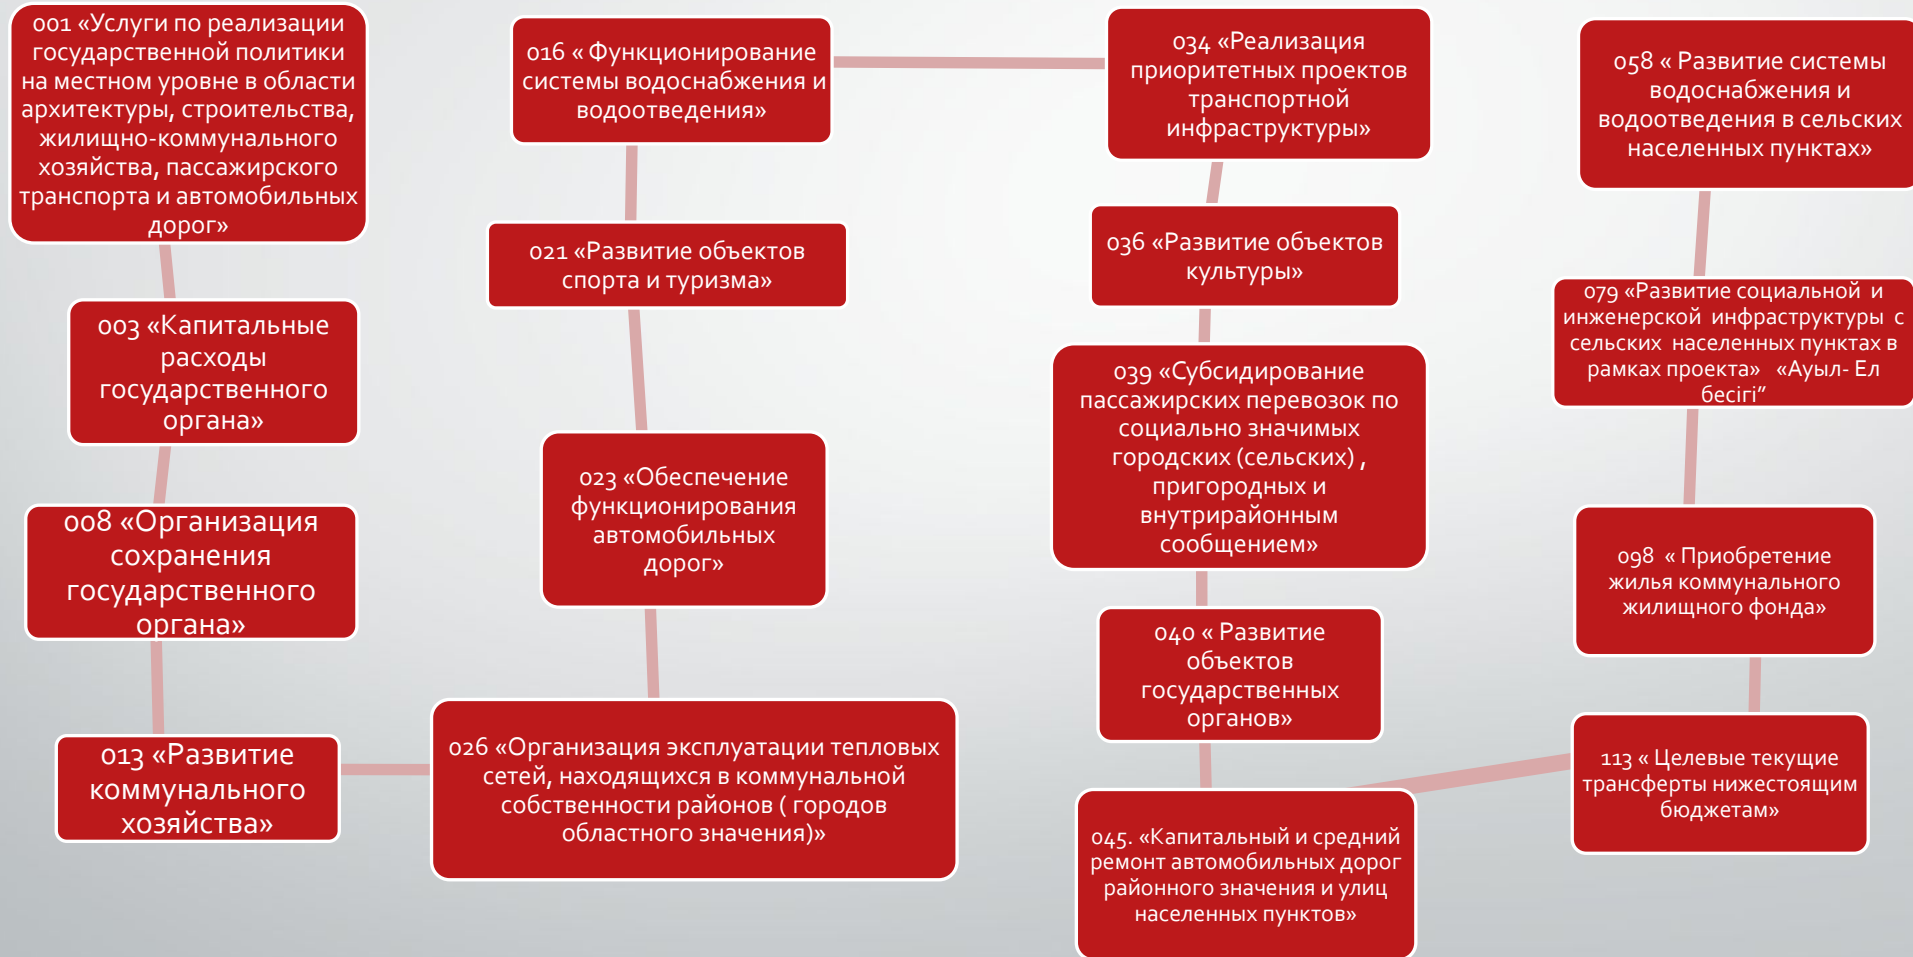 001 «Услуги по реализации
государственной политики
на местном уровне в области
архитектуры, строительства,
жилищно-коммунального
хозяйства, пассажирского
транспорта и автомобильных
дорог»
003 «Капитальные
расходы
государственного
органа»
008 «Организация
сохранения
государственного
органа»
013 «Развитие
коммунального
хозяйства»
026 «Организация эксплуатации тепловых
сетей, находящихся в коммунальной
собственности районов ( городов
областного значения)»
023 «Обеспечение
функционирования
автомобильных
дорог»
021 «Развитие объектов
спорта и туризма»
016 « Функционирование
системы водоснабжения и
водоотведения»
034 «Реализация
приоритетных проектов
транспортной
инфраструктуры»
036 «Развитие объектов
культуры»
039 «Субсидирование
пассажирских перевозок по
социально значимых
городских (сельских) ,
пригородных и
внутрирайонным
сообщением»
040 « Развитие
объектов
государственных
органов»
045. «Капитальный и средний
ремонт автомобильных дорог
районного значения и улиц
населенных пунктов»
113 « Целевые текущие
трансферты нижестоящим
бюджетам»
098 « Приобретение
жилья коммунального
жилищного фонда»
079 «Развитие социальной и
инженерской инфраструктуры с
сельских населенных пунктах в
рамках проекта» «Ауыл- Ел
бесігі”
058 « Развитие системы
водоснабжения и
водоотведения в сельских
населенных пунктах»